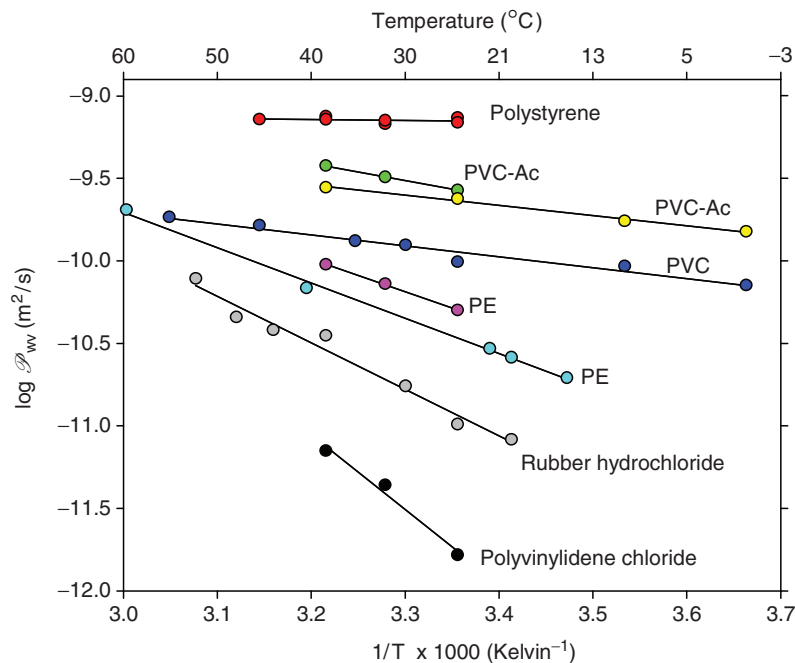 Temperature (°C)
60 50 40 30 21 13 5 −3
−9.0
Polystyrene
−9.5
PVC-Ac
PVC-Ac
−10.0
PVC
PE
−10.5
PE
−11.0
Rubber hydrochloride
−11.5
Polyvinylidene chloride
−12.0
log 𝒫wv (m²/s)
3.0 3.1 3.2 3.3 3.4 3.5 3.6 3.7
1/T x 1000 (Kelvin⁻¹)